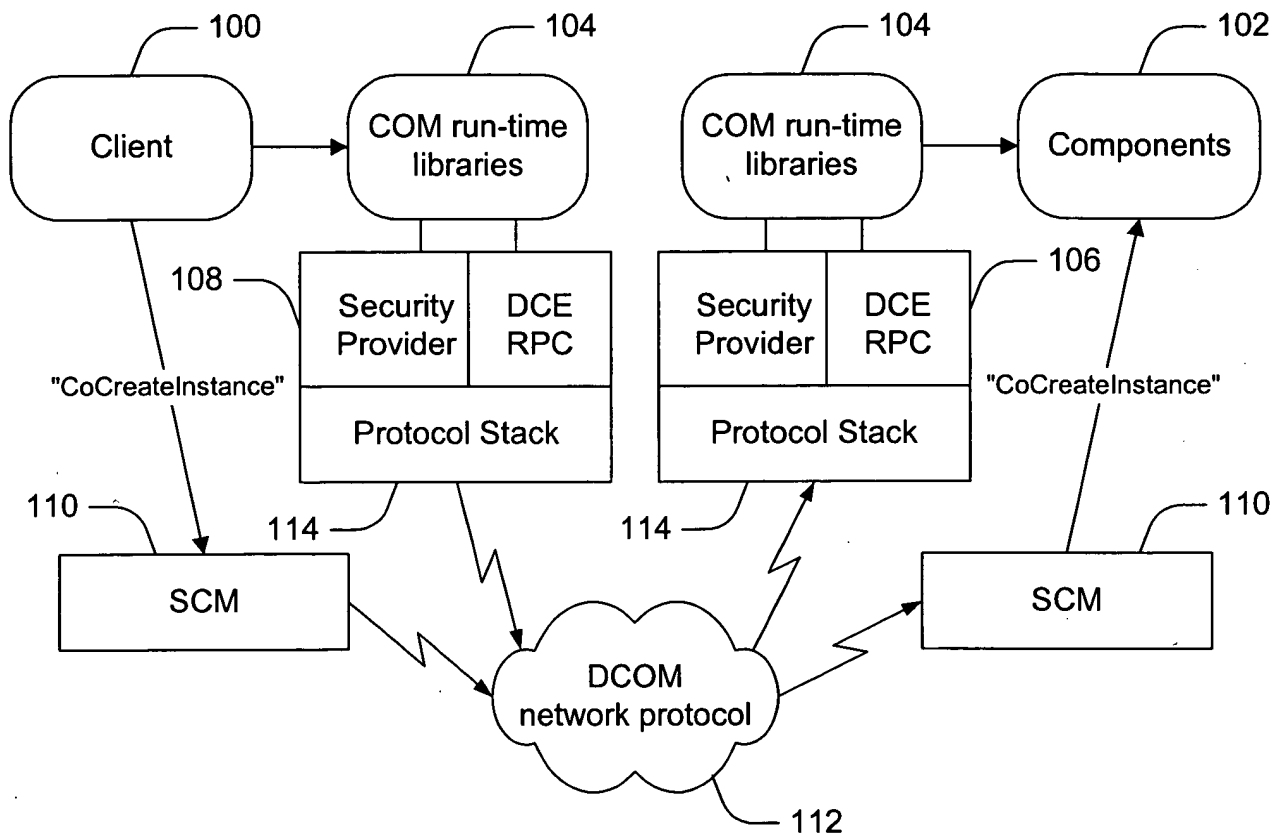 100
104
104
102
Client
COM run-time
libraries
COM run-time
libraries
Components
108
Security
Provider
DCE
RPC
Security
Provider
DCE
RPC
106
"CoCreateInstance"
"CoCreateInstance"
Protocol Stack
Protocol Stack
110
114
114
110
SCM
SCM
DCOM
network protocol
112